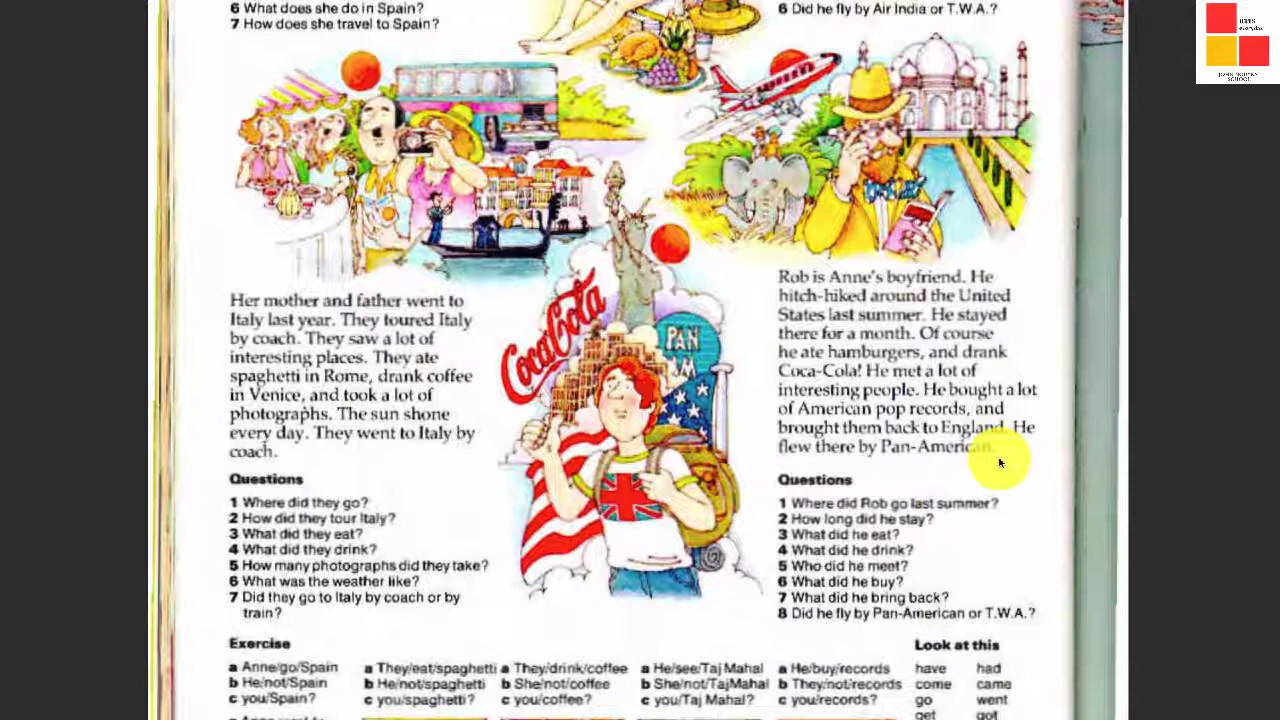 6 What does she do in Spain?
7 How does she travel to Spain?
6 Did he fly by Air India or T.W.A.?
Her mother and father went to
Italy last year. They toured Italy
by coach. They saw a lot of
interesting places. They ate
spaghetti in Rome, drank coffee
in Venice, and took a lot of
photographs. The sun shone
every day. They went to Italy by
coach.
Questions
1 Where did they go?
2 How did they tour Italy?
3 What did they eat?
4 What did they drink?
5 How many photographs did they take?
6 What was the weather like?
7 Did they go to Italy by coach or by
train?
Coca-Cola
PAN
AM
Rob is Anne's boyfriend. He
hitch-hiked around the United
States last summer. He stayed
there for a month. Of course
he ate hamburgers, and drank
Coca-Cola! He met a lot of
interesting people. He bought a lot
of American pop records, and
brought them back to England. He
flew there by Pan-American.
Questions
1 Where did Rob go last summer?
2 How long did he stay?
3 What did he eat?
4 What did he drink?
5 Who did he meet?
6 What did he buy?
7 What did he bring back?
8 Did he fly by Pan-American or T.W.A.?
Exercise
a Anne/go/Spain
b He/not/Spain
c you/Spain?
a They/eat/spaghetti
b He/not/spaghetti
c you/spaghetti?
a They/drink/coffee
b She/not/coffee
c you/coffee?
a He/see/Taj Mahal
b She/not/Taj Mahal
c you/Taj Mahal?
a He/buy/records
b They/not/records
c you/records?
Look at this
have had
come came
go went
get got
SCHOOL